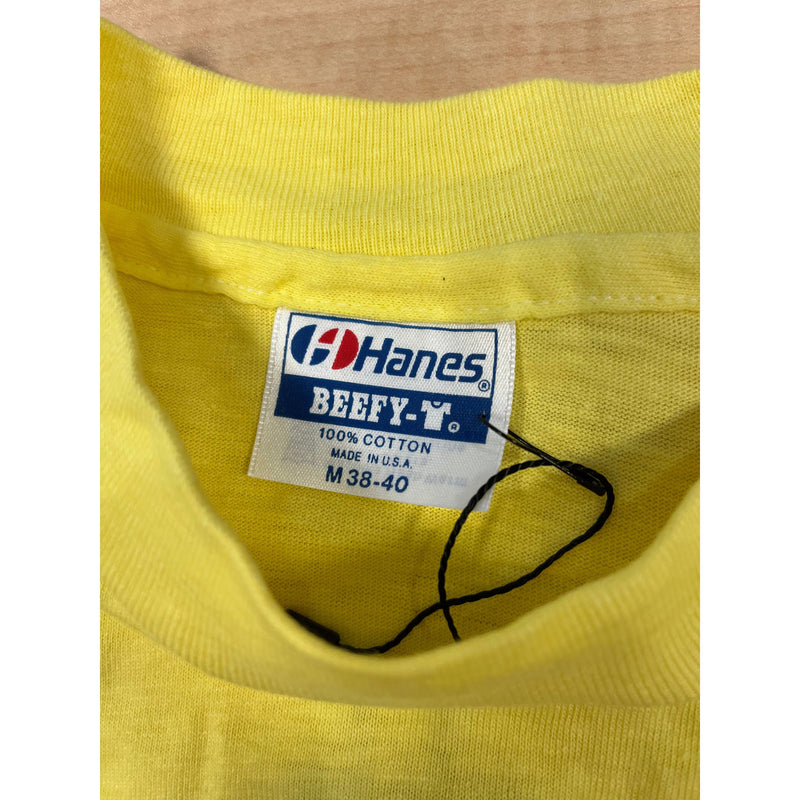 Hanes®
BEEFY-T®
100% COTTON
MADE IN U.S.A.
M 38-40